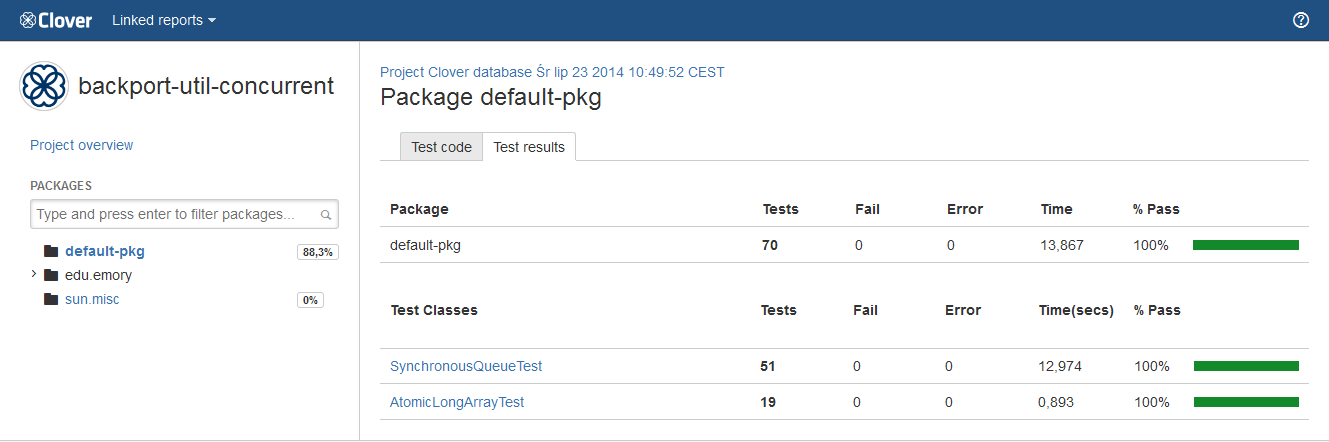 Clover Linked reports
backport-util-concurrent
Project overview
PACKAGES
Type and press enter to filter packages...
default-pkg 88,3%
edu.emory
sun.misc 0%
Project Clover database Śr lip 23 2014 10:49:52 CEST
Package default-pkg
Test code Test results
Package Tests Fail Error Time % Pass
default-pkg 70 0 0 13,867 100%
Test Classes Tests Fail Error Time(secs) % Pass
SynchronousQueueTest 51 0 0 12,974 100%
AtomicLongArrayTest 19 0 0 0,893 100%